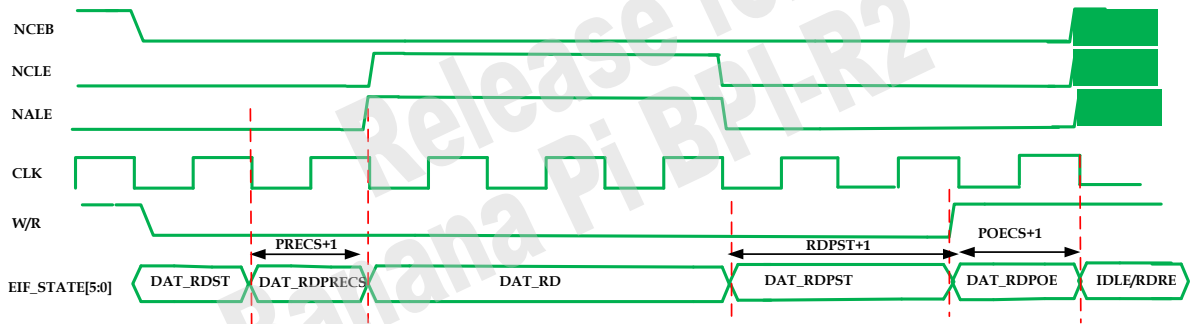 NCEB
NCLE
NALE
CLK
W/R
PRECS+1
RDPST+1
POECS+1
EIF_STATE[5:0]
DAT_RDST
DAT_RDPRECS
DAT_RD
DAT_RDPST
DAT_RDPOE
IDLE/RDRE
Release for
Banana Pi BPI-R2